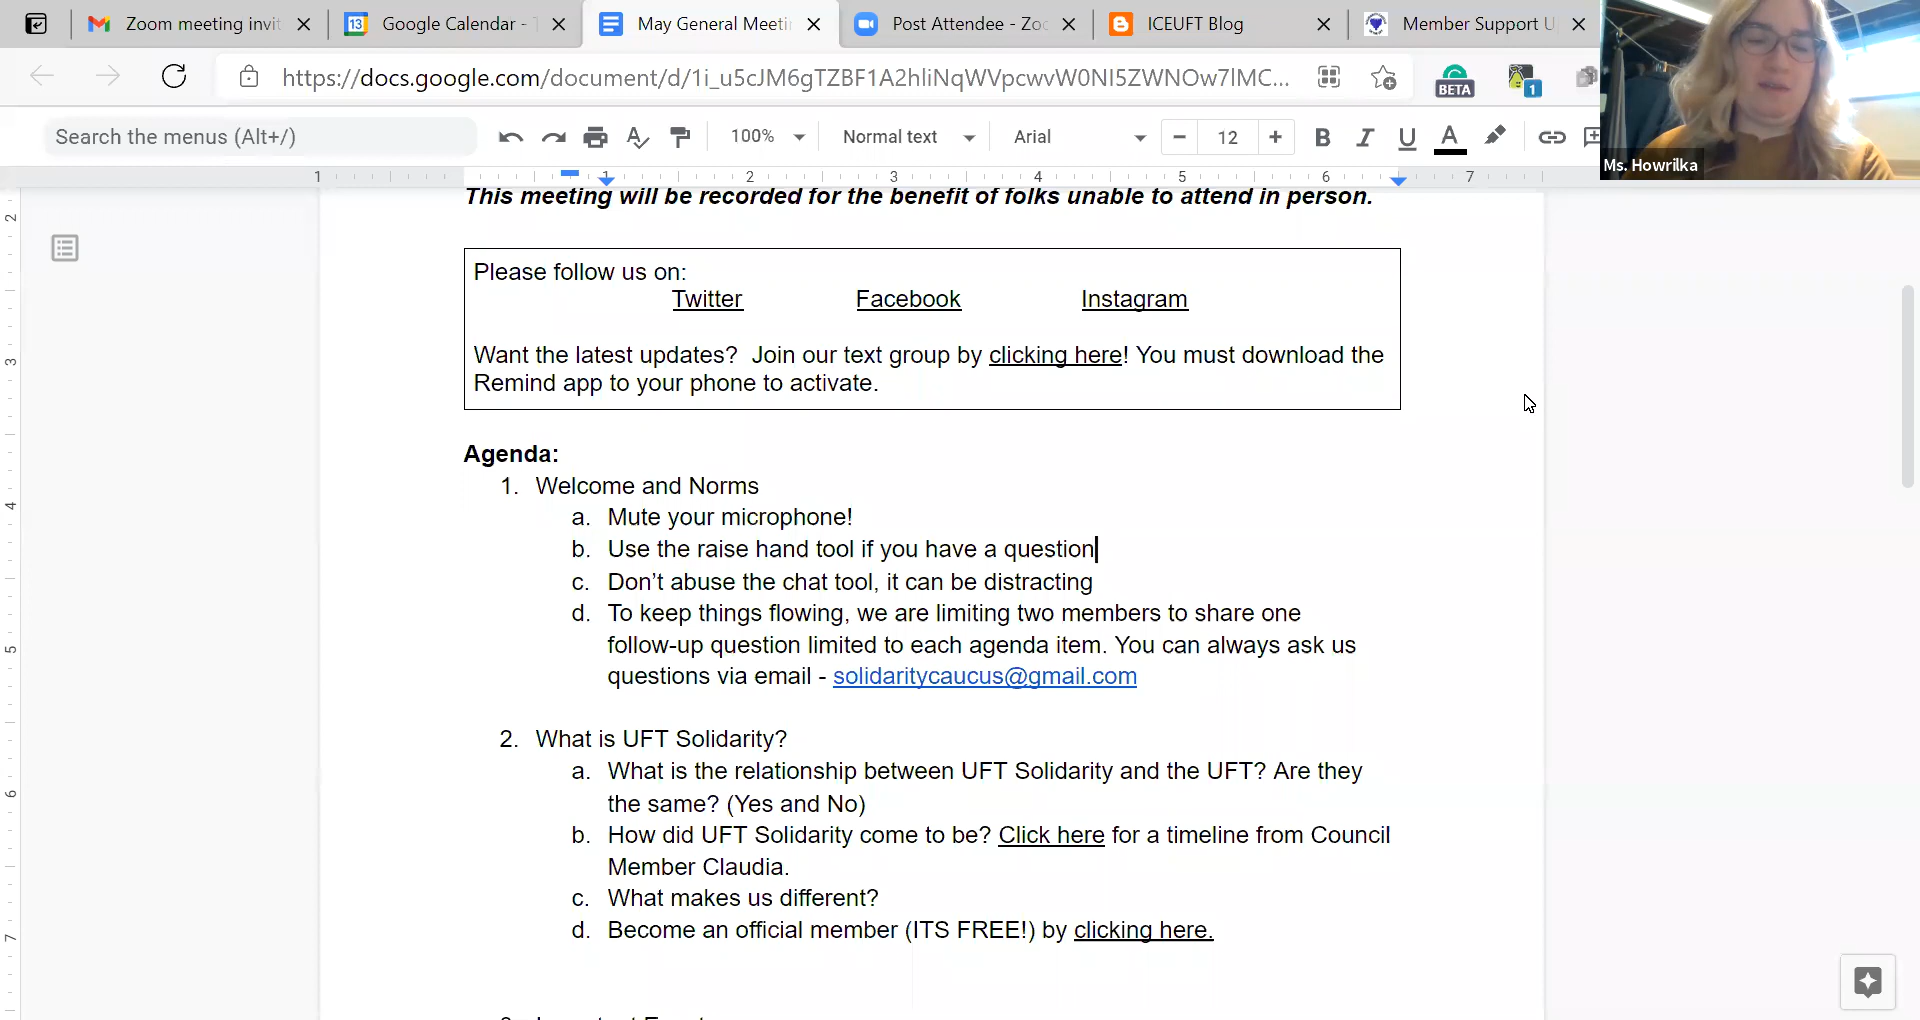 Zoom meeting invit
Google Calendar - T
May General Meeti
Post Attendee - Zoo
ICEUFT Blog
Member Support U
https://docs.google.com/document/d/1i_u5cJM6gTZBF1A2hliNqWVpcwvW0NI5ZWNOw7lMC...
BETA
1
Search the menus (Alt+/)
100%
Normal text
Arial
12
Ms. Howrilka
1 1 2 3 4 5 6 7
This meeting will be recorded for the benefit of folks unable to attend in person.
Please follow us on:
Twitter Facebook Instagram
Want the latest updates? Join our text group by clicking here! You must download the
Remind app to your phone to activate.
Agenda:
1. Welcome and Norms
a. Mute your microphone!
b. Use the raise hand tool if you have a question
c. Don’t abuse the chat tool, it can be distracting
d. To keep things flowing, we are limiting two members to share one
follow-up question limited to each agenda item. You can always ask us
questions via email - solidaritycaucus@gmail.com
2. What is UFT Solidarity?
a. What is the relationship between UFT Solidarity and the UFT? Are they
the same? (Yes and No)
b. How did UFT Solidarity come to be? Click here for a timeline from Council
Member Claudia.
c. What makes us different?
d. Become an official member (ITS FREE!) by clicking here.